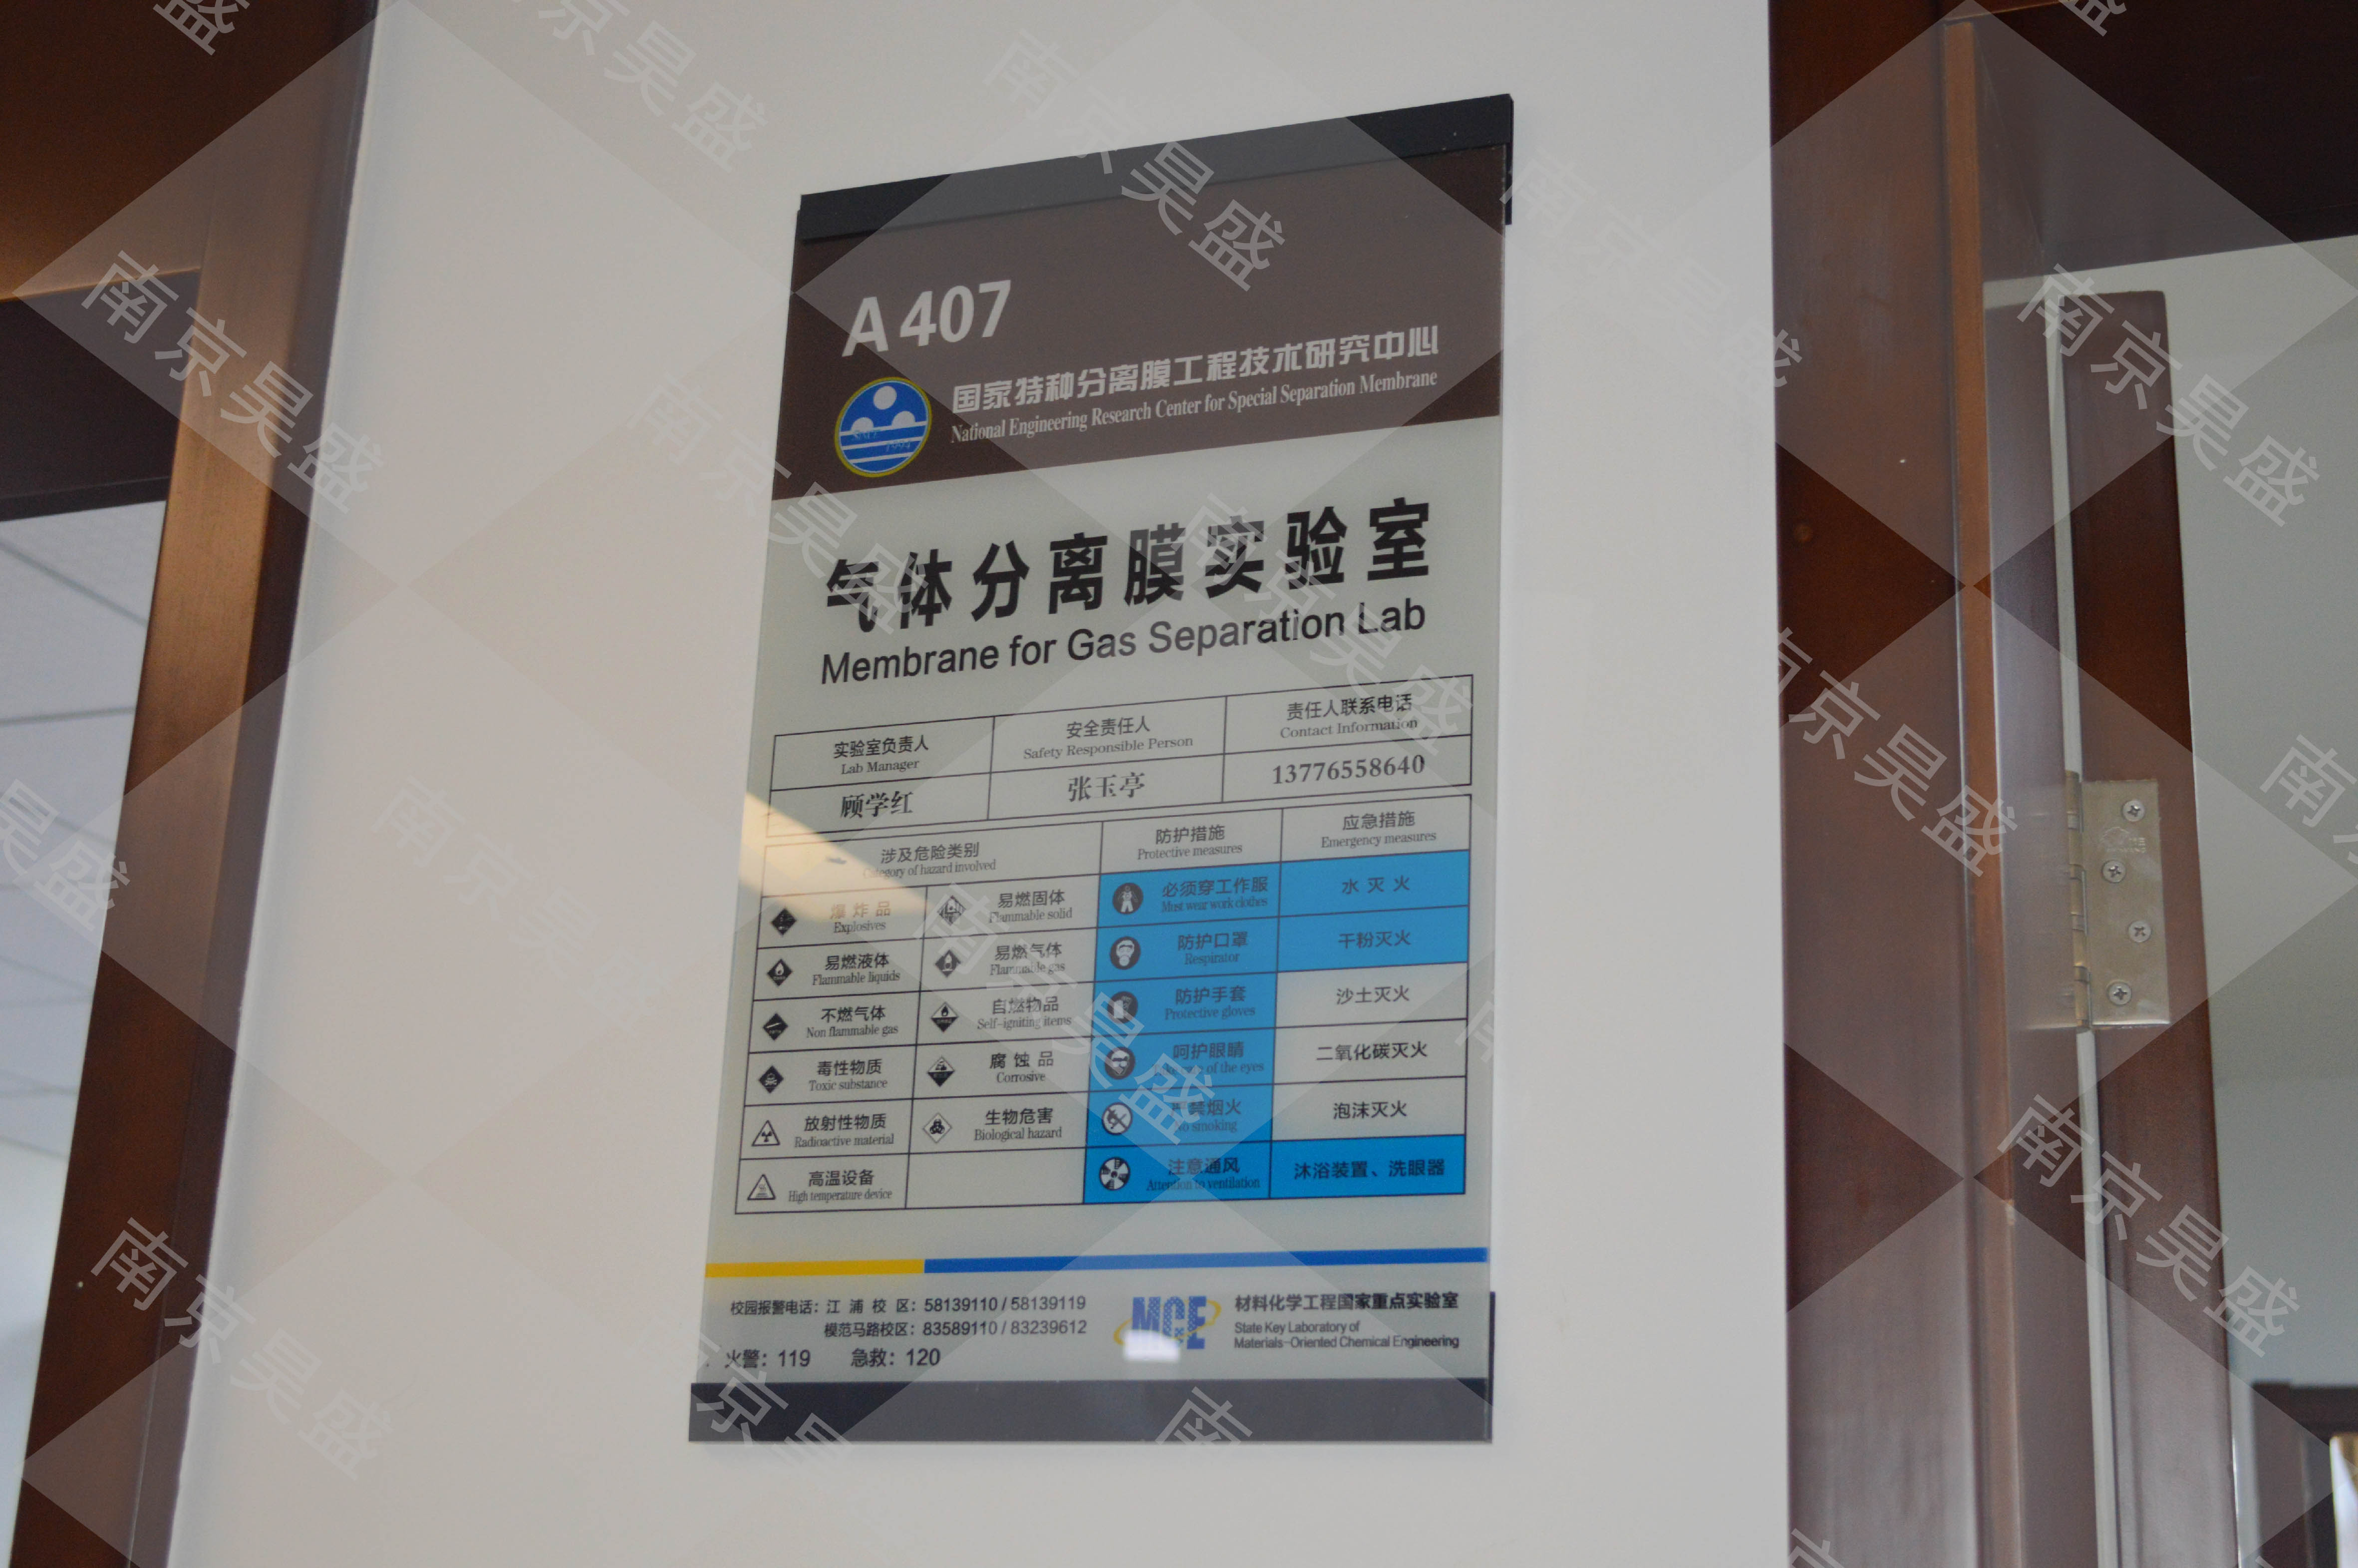 A407
国家特种分离膜工程技术研究中心
National Engineering Research Center for Special Separation Membrane
气体分离膜实验室
Membrane for Gas Separation Lab
实验室负责人 安全责任人 责任人联系电话
Lab Manager Safety Responsible Person Contact Information
顾学红 张玉亭 13776558640
涉及危险类别 防护措施 应急措施
Category of hazard involved Protective measures Emergency measures
爆炸品 易燃固体 必须穿工作服 水灭火
Explosives Flammable solid Must wear work clothes
易燃液体 易燃气体 防护口罩 干粉灭火
Flammable liquids Flammable gas Respirator
不燃气体 自燃物品 防护手套 沙土灭火
Non flammable gas Self-igniting items Protective gloves
毒性物质 腐蚀品 呵护眼睛 二氧化碳灭火
Toxic substance Corrosive of the eyes
放射性物质 生物危害 严禁烟火 泡沫灭火
Radioactive material Biological hazard No smoking
高温设备 注意通风 沐浴装置、洗眼器
High temperature device Attention to ventilation
校园报警电话：江浦校区：58139110 / 58139119
模范马路校区：83589110 / 83239612
火警：119 急救：120
MCE
材料化学工程国家重点实验室
State Key Laboratory of
Materials-Oriented Chemical Engineering
南京昊盛